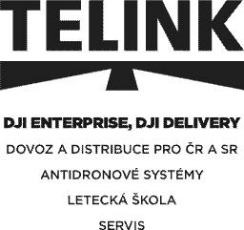 TELINK
DJI ENTERPRISE, DJI DELIVERY
DOVOZ A DISTRIBUCE PRO ČR A SR
ANTIDRONOVÉ SYSTÉMY
LETECKÁ ŠKOLA
SERVIS